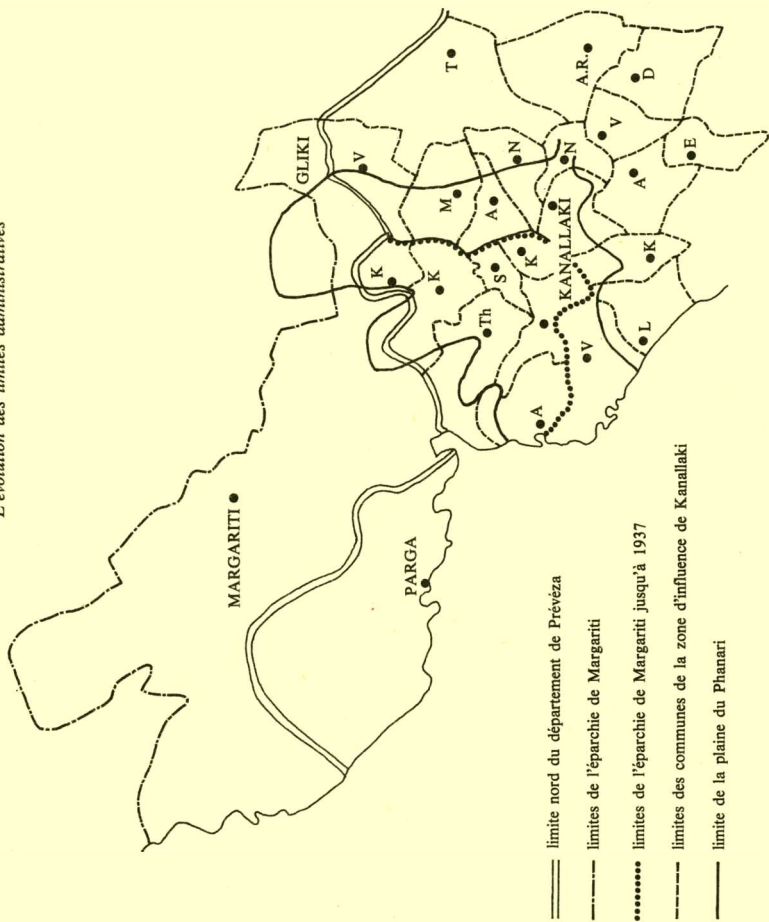 L'évolution des limites administratives
GLIKI
T
V
A.R.
D
M
N
V
A
N
A
E
K
K
S
K
KANALLAKI
K
Th
V
L
A
MARGARITI
PARGA
limite nord du département de Prévéza
limites de l'éparchie de Margariti
limites de l'éparchie de Margariti jusqu'à 1937
limites des communes de la zone d'influence de Kanallaki
limite de la plaine du Phanari